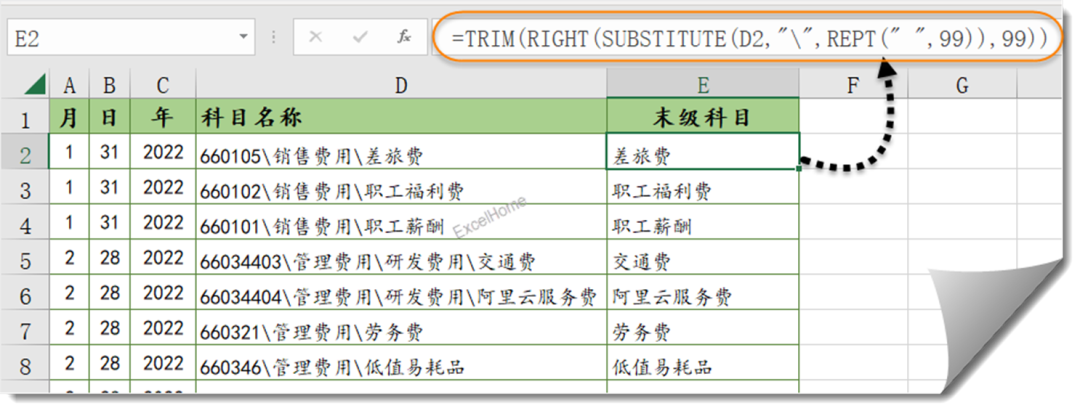 E2 =TRIM(RIGHT(SUBSTITUTE(D2,"\",REPT(" ",99)),99))
A B C D E F G
1 月 日 年 科目名称 末级科目
2 1 31 2022 660105\销售费用\差旅费 差旅费
3 1 31 2022 660102\销售费用\职工福利费 职工福利费
4 1 31 2022 660101\销售费用\职工薪酬 职工薪酬
ExcelHome
5 2 28 2022 66034403\管理费用\研发费用\交通费 交通费
6 2 28 2022 66034404\管理费用\研发费用\阿里云服务费 阿里云服务费
7 2 28 2022 660321\管理费用\劳务费 劳务费
8 2 28 2022 660346\管理费用\低值易耗品 低值易耗品